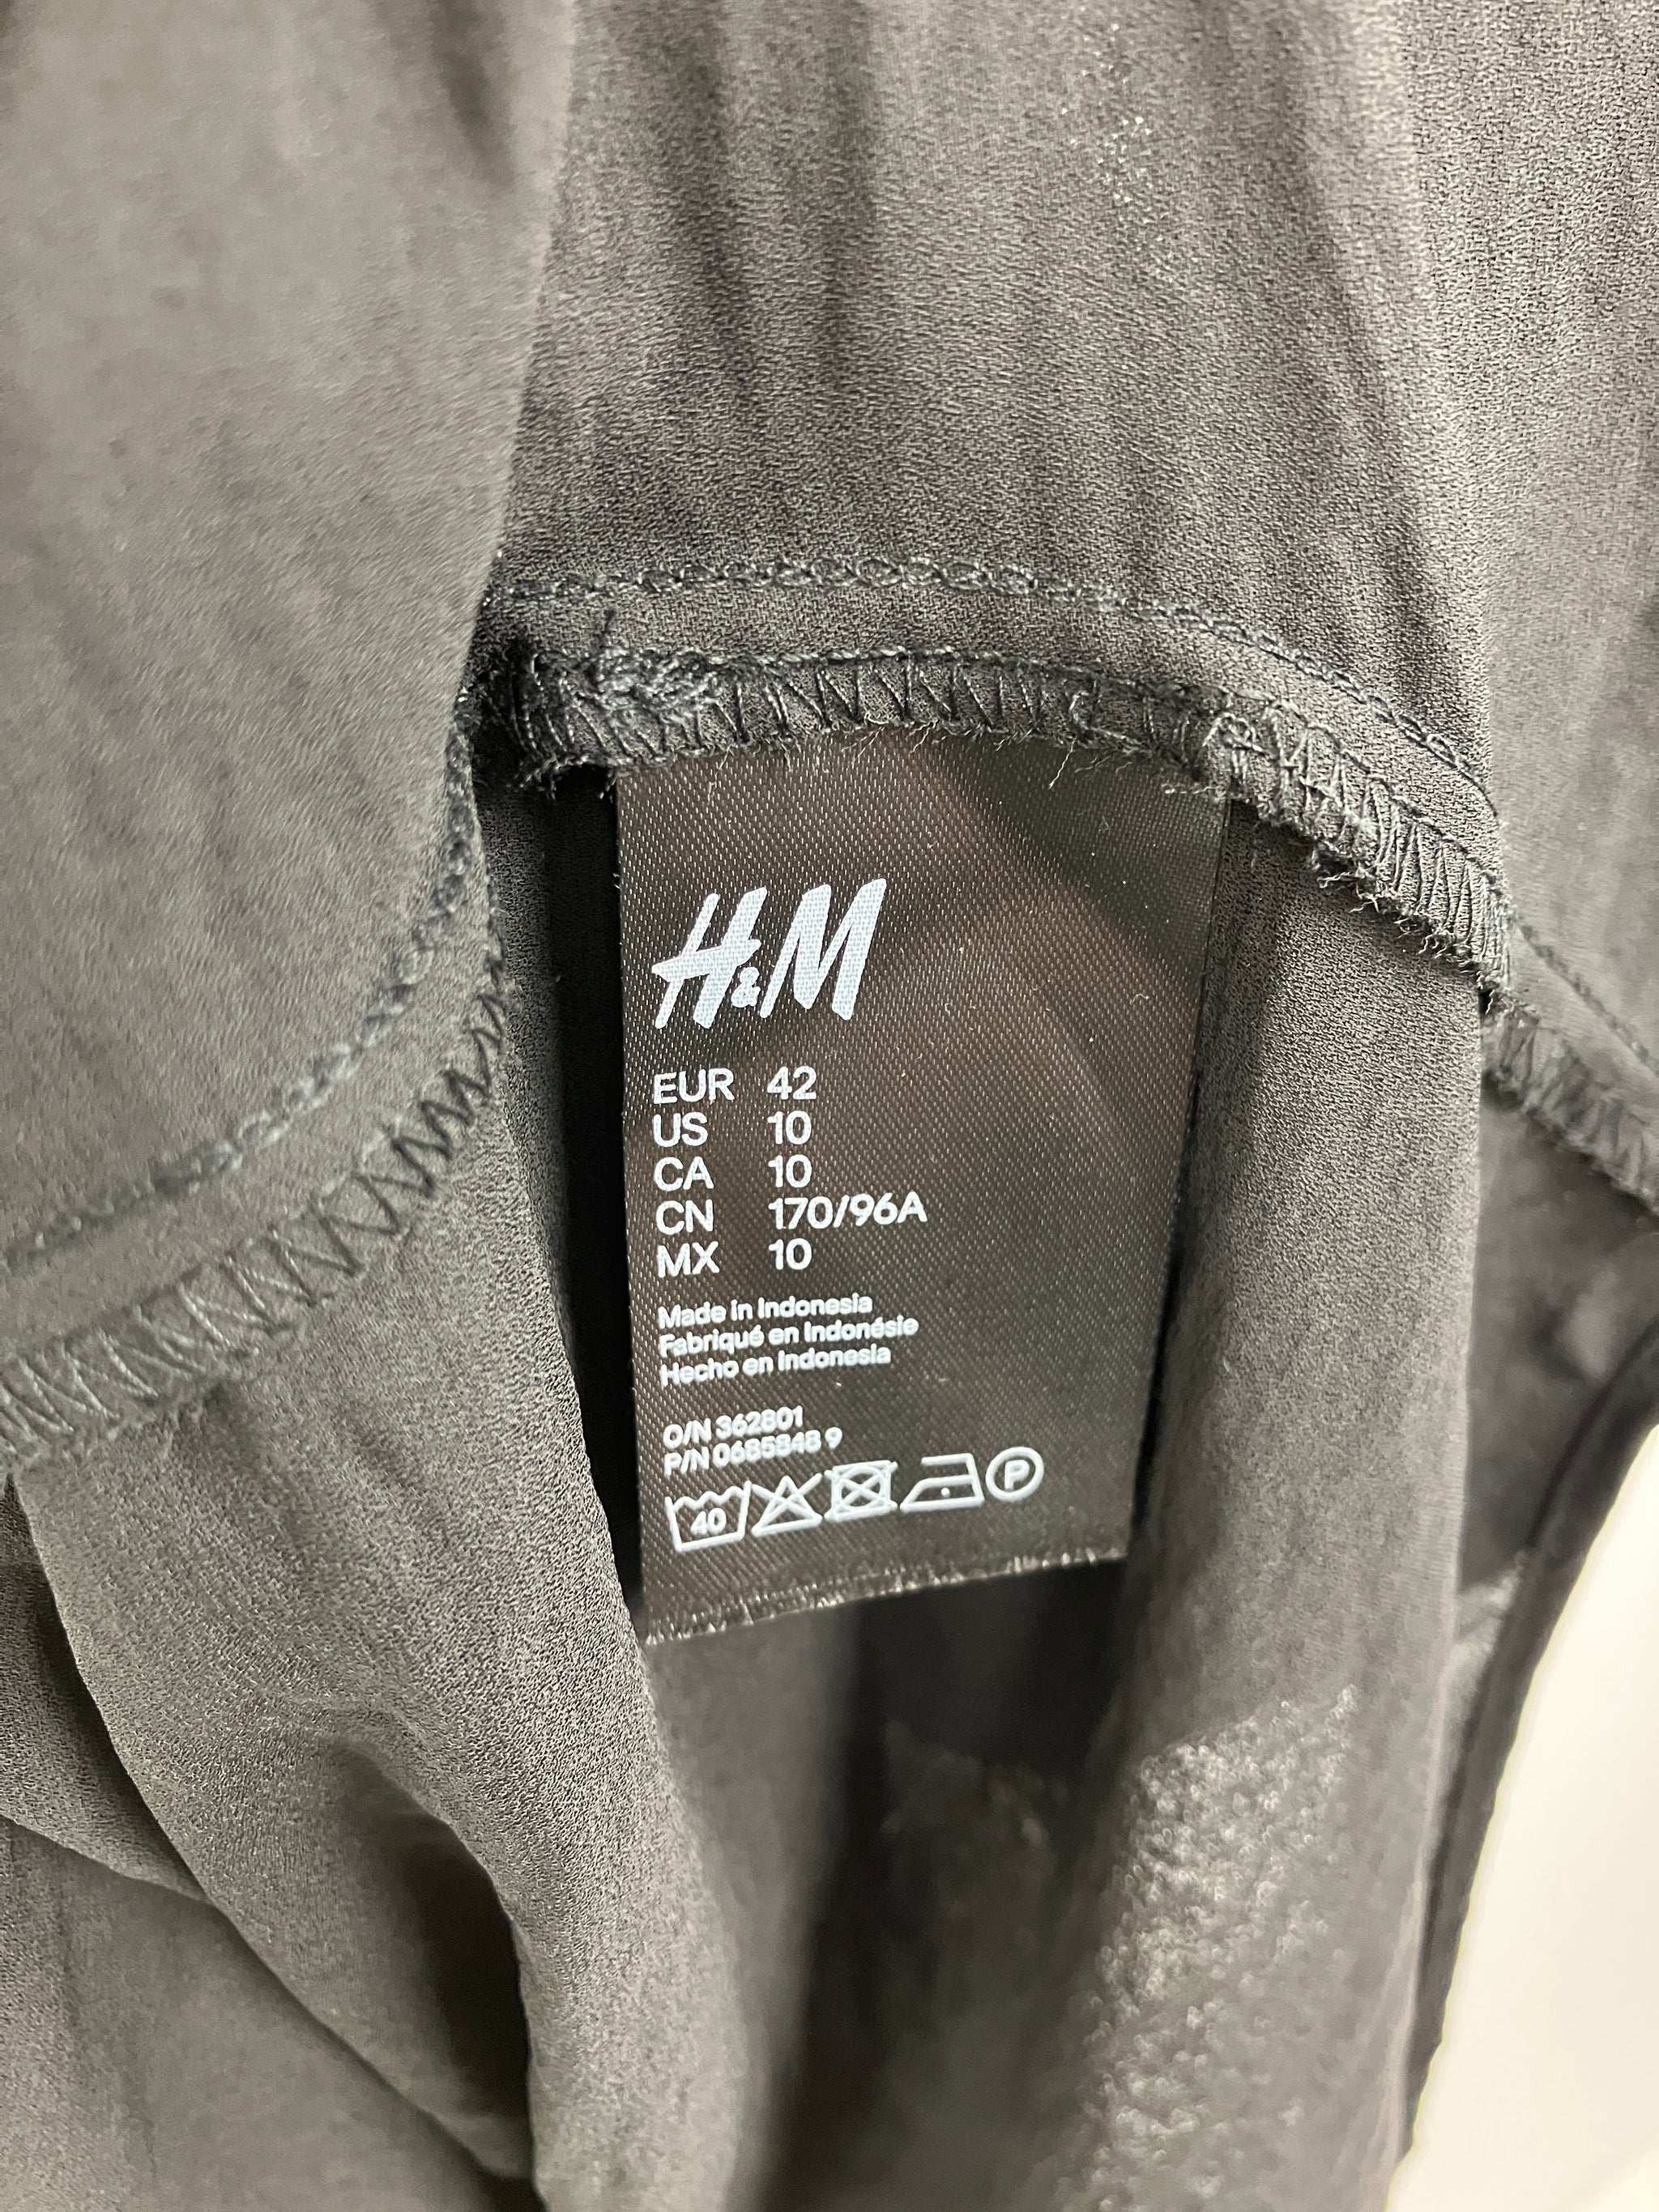 H&M
EUR 42
US 10
CA 10
CN 170/96A
MX 10
Made in Indonesia
Fabriqué en Indonésie
Hecho en Indonesia
O/N 362801
P/N 0685848 9
40 P